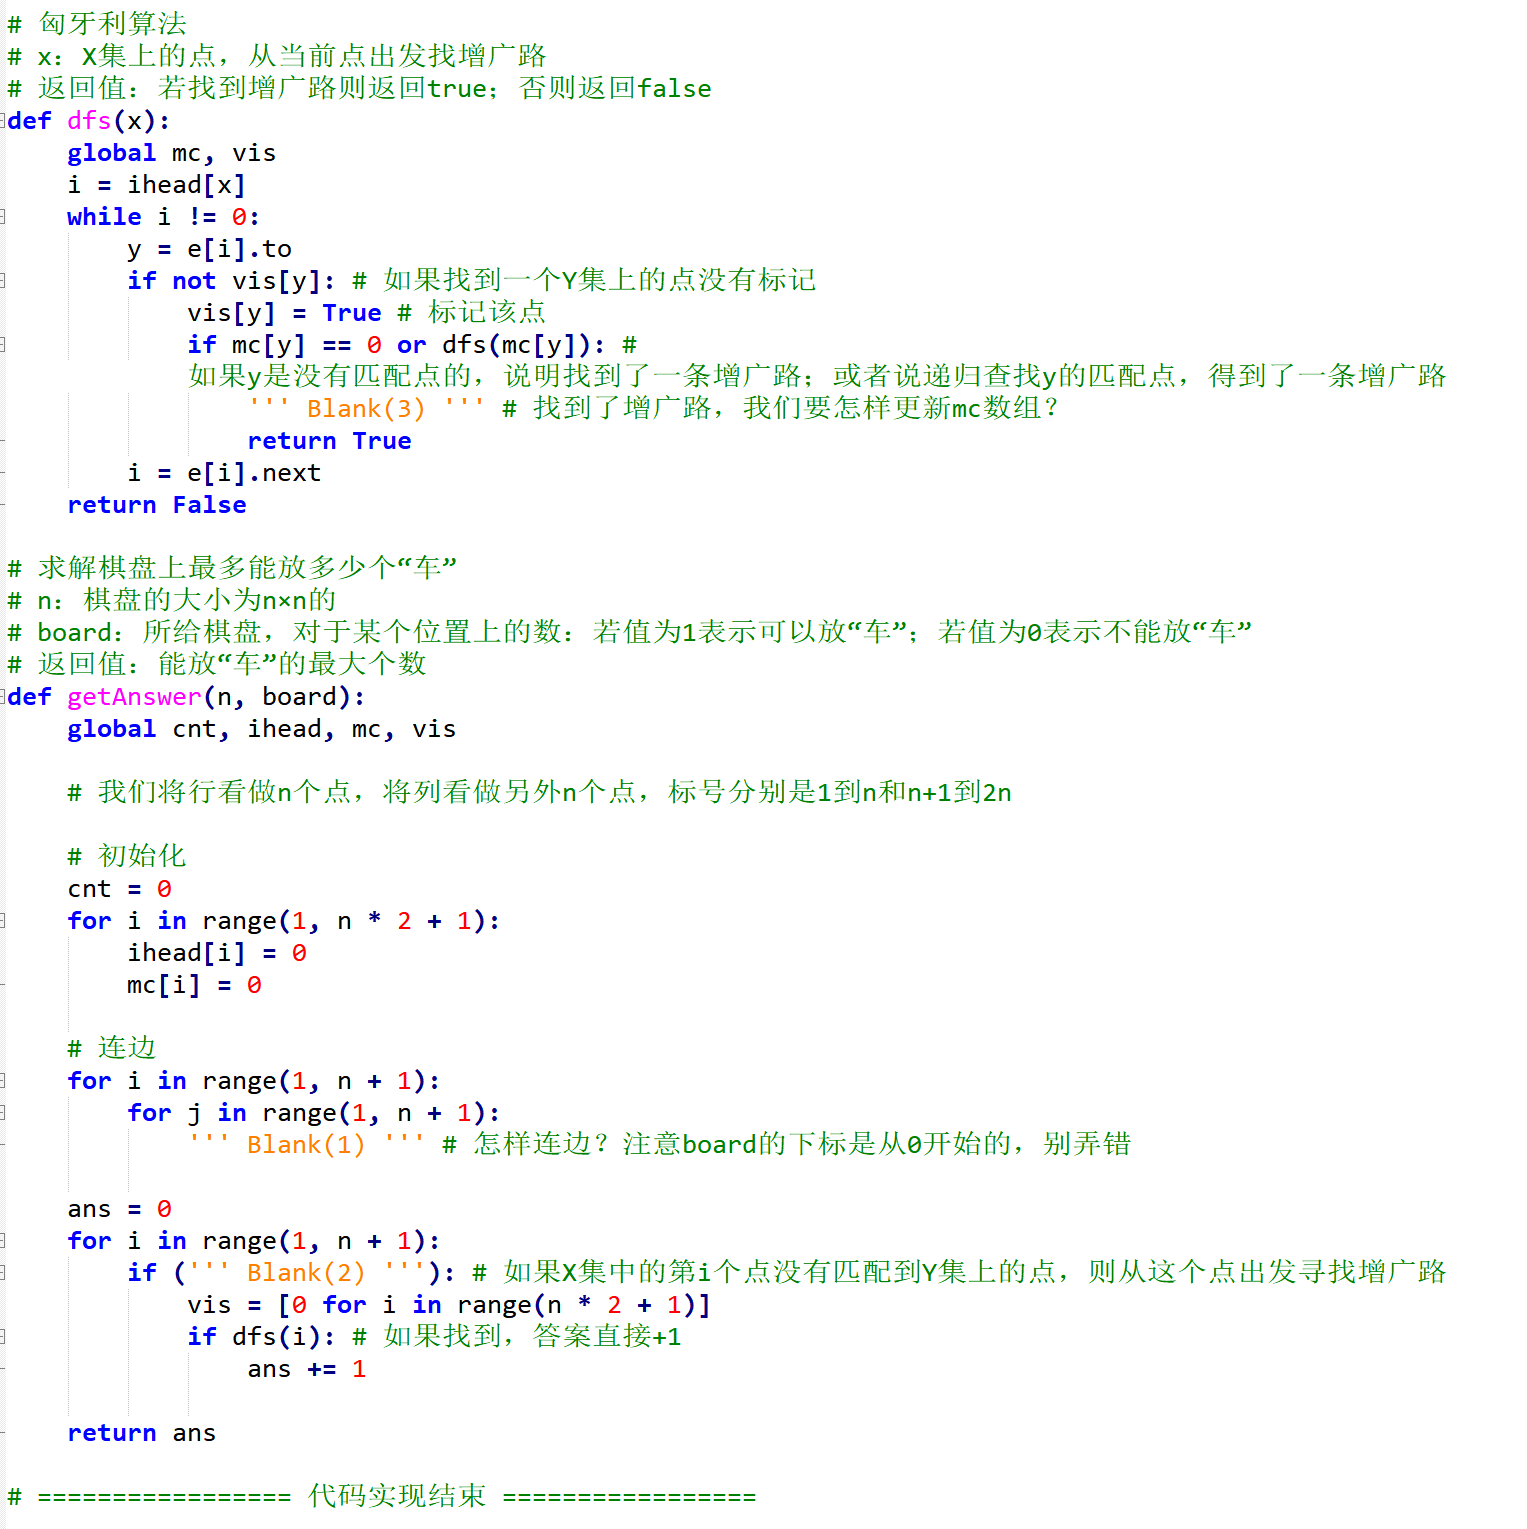 # 匈牙利算法
# x：X集上的点，从当前点出发找增广路
# 返回值：若找到增广路则返回true；否则返回false
def dfs(x):
    global mc, vis
    i = ihead[x]
    while i != 0:
        y = e[i].to
        if not vis[y]: # 如果找到一个Y集上的点没有标记
            vis[y] = True # 标记该点
            if mc[y] == 0 or dfs(mc[y]): #
            如果y是没有匹配点的，说明找到了一条增广路；或者说递归查找y的匹配点，得到了一条增广路
                ''' Blank(3) ''' # 找到了增广路，我们要怎样更新mc数组？
                return True
        i = e[i].next
    return False

# 求解棋盘上最多能放多少个“车”
# n：棋盘的大小为n×n的
# board：所给棋盘，对于某个位置上的数：若值为1表示可以放“车”；若值为0表示不能放“车”
# 返回值：能放“车”的最大个数
def getAnswer(n, board):
    global cnt, ihead, mc, vis

    # 我们将行看做n个点，将列看做另外n个点，标号分别是1到n和n+1到2n

    # 初始化
    cnt = 0
    for i in range(1, n * 2 + 1):
        ihead[i] = 0
        mc[i] = 0

    # 连边
    for i in range(1, n + 1):
        for j in range(1, n + 1):
            ''' Blank(1) ''' # 怎样连边？注意board的下标是从0开始的，别弄错

    ans = 0
    for i in range(1, n + 1):
        if (''' Blank(2) '''): # 如果X集中的第i个点没有匹配到Y集上的点，则从这个点出发寻找增广路
            vis = [0 for i in range(n * 2 + 1)]
            if dfs(i): # 如果找到，答案直接+1
                ans += 1

    return ans

# ================= 代码实现结束 =================